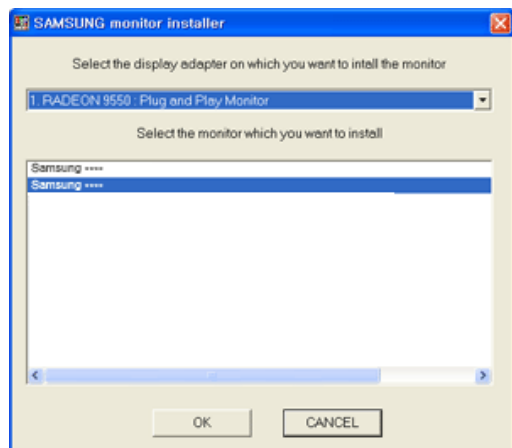 SAMSUNG monitor installer
Select the display adapter on which you want to intall the monitor
1. RADEON 9550 : Plug and Play Monitor
Select the monitor which you want to install
Samsung ****
Samsung ****
OK
CANCEL